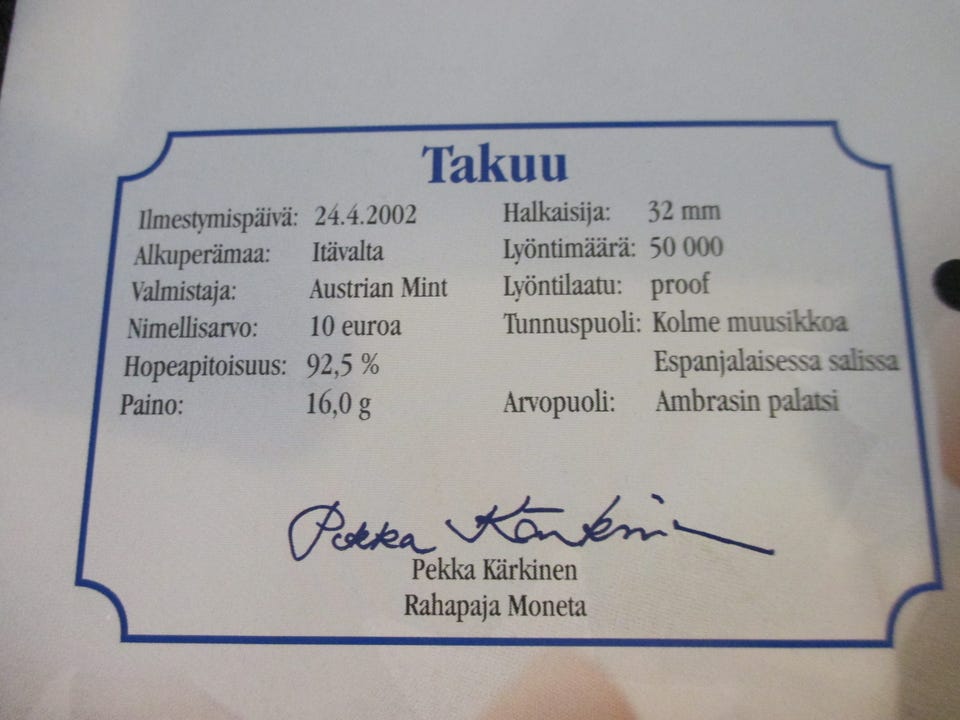 Takuu
Ilmestymispäivä: 24.4.2002
Alkuperämaa: Itävalta
Valmistaja: Austrian Mint
Nimellisarvo: 10 euroa
Hopeapitoisuus: 92,5 %
Paino: 16,0 g
Halkaisija: 32 mm
Lyöntimäärä: 50 000
Lyöntilaatu: proof
Tunnuspuoli: Kolme muusikkoa
Espanjalaisessa salissa
Arvopuoli: Ambrasin palatsi
Pekka Kärkinen
Pekka Kärkinen
Rahapaja Moneta